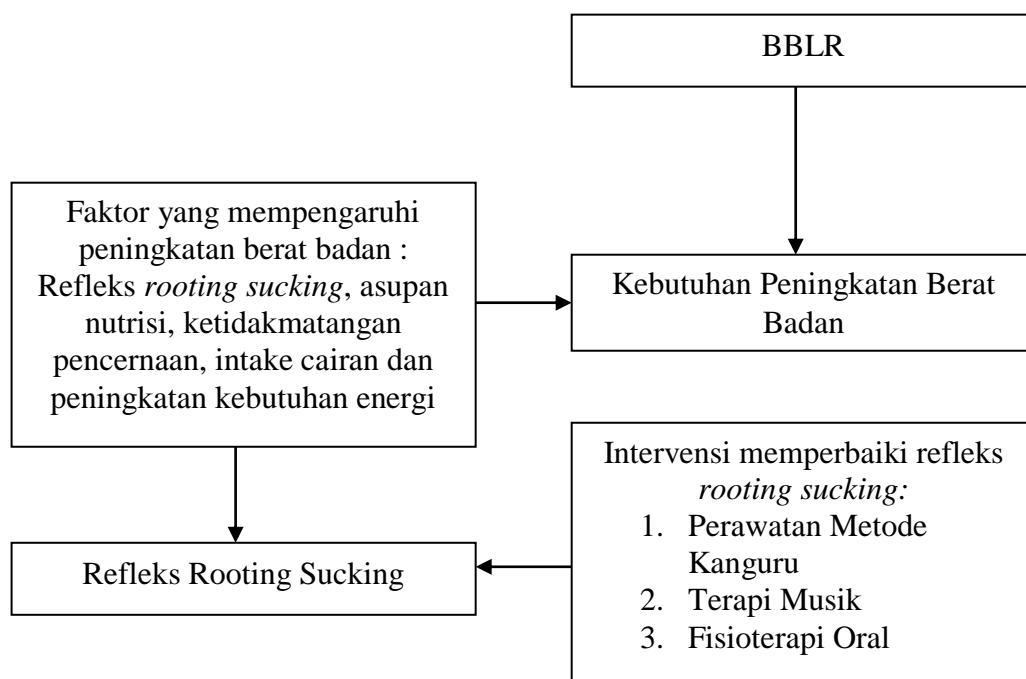 BBLR
Faktor yang mempengaruhi
peningkatan berat badan :
Refleks rooting sucking, asupan
nutrisi, ketidakmatangan
pencernaan, intake cairan dan
peningkatan kebutuhan energi
Kebutuhan Peningkatan Berat
Badan
Refleks Rooting Sucking
Intervensi memperbaiki refleks
rooting sucking:
1. Perawatan Metode
Kanguru
2. Terapi Musik
3. Fisioterapi Oral